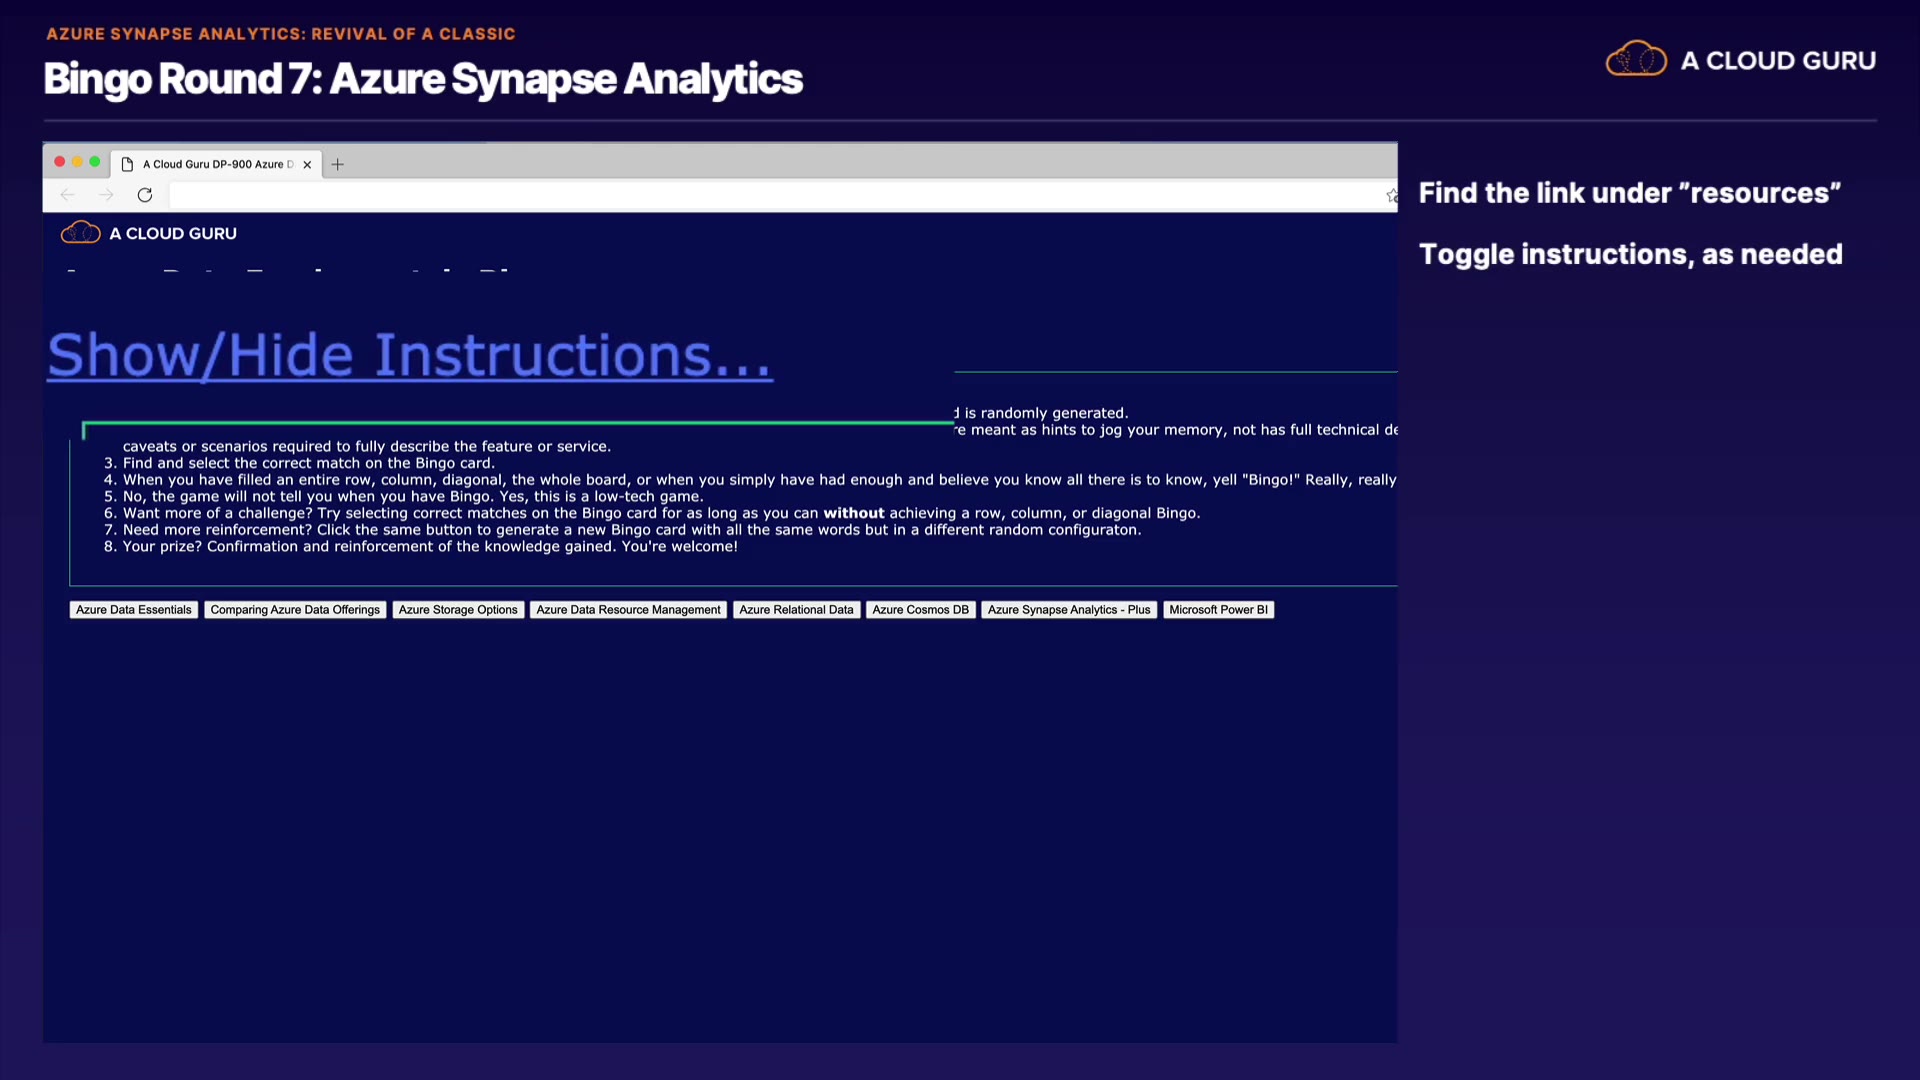 AZURE SYNAPSE ANALYTICS: REVIVAL OF A CLASSIC
Bingo Round 7: Azure Synapse Analytics
A CLOUD GURU
A Cloud Guru DP-900 Azure D
A CLOUD GURU
Find the link under "resources"
Toggle instructions, as needed
Show/Hide Instructions...
is randomly generated.
meant as hints to jog your memory, not has full technical de
caveats or scenarios required to fully describe the feature or service.
3. Find and select the correct match on the Bingo card.
4. When you have filled an entire row, column, diagonal, the whole board, or when you simply have had enough and believe you know all there is to know, yell "Bingo!" Really, really
5. No, the game will not tell you when you have Bingo. Yes, this is a low-tech game.
6. Want more of a challenge? Try selecting correct matches on the Bingo card for as long as you can without achieving a row, column, or diagonal Bingo.
7. Need more reinforcement? Click the same button to generate a new Bingo card with all the same words but in a different random configuraton.
8. Your prize? Confirmation and reinforcement of the knowledge gained. You're welcome!
Azure Data Essentials Comparing Azure Data Offerings Azure Storage Options Azure Data Resource Management Azure Relational Data Azure Cosmos DB Azure Synapse Analytics - Plus Microsoft Power BI